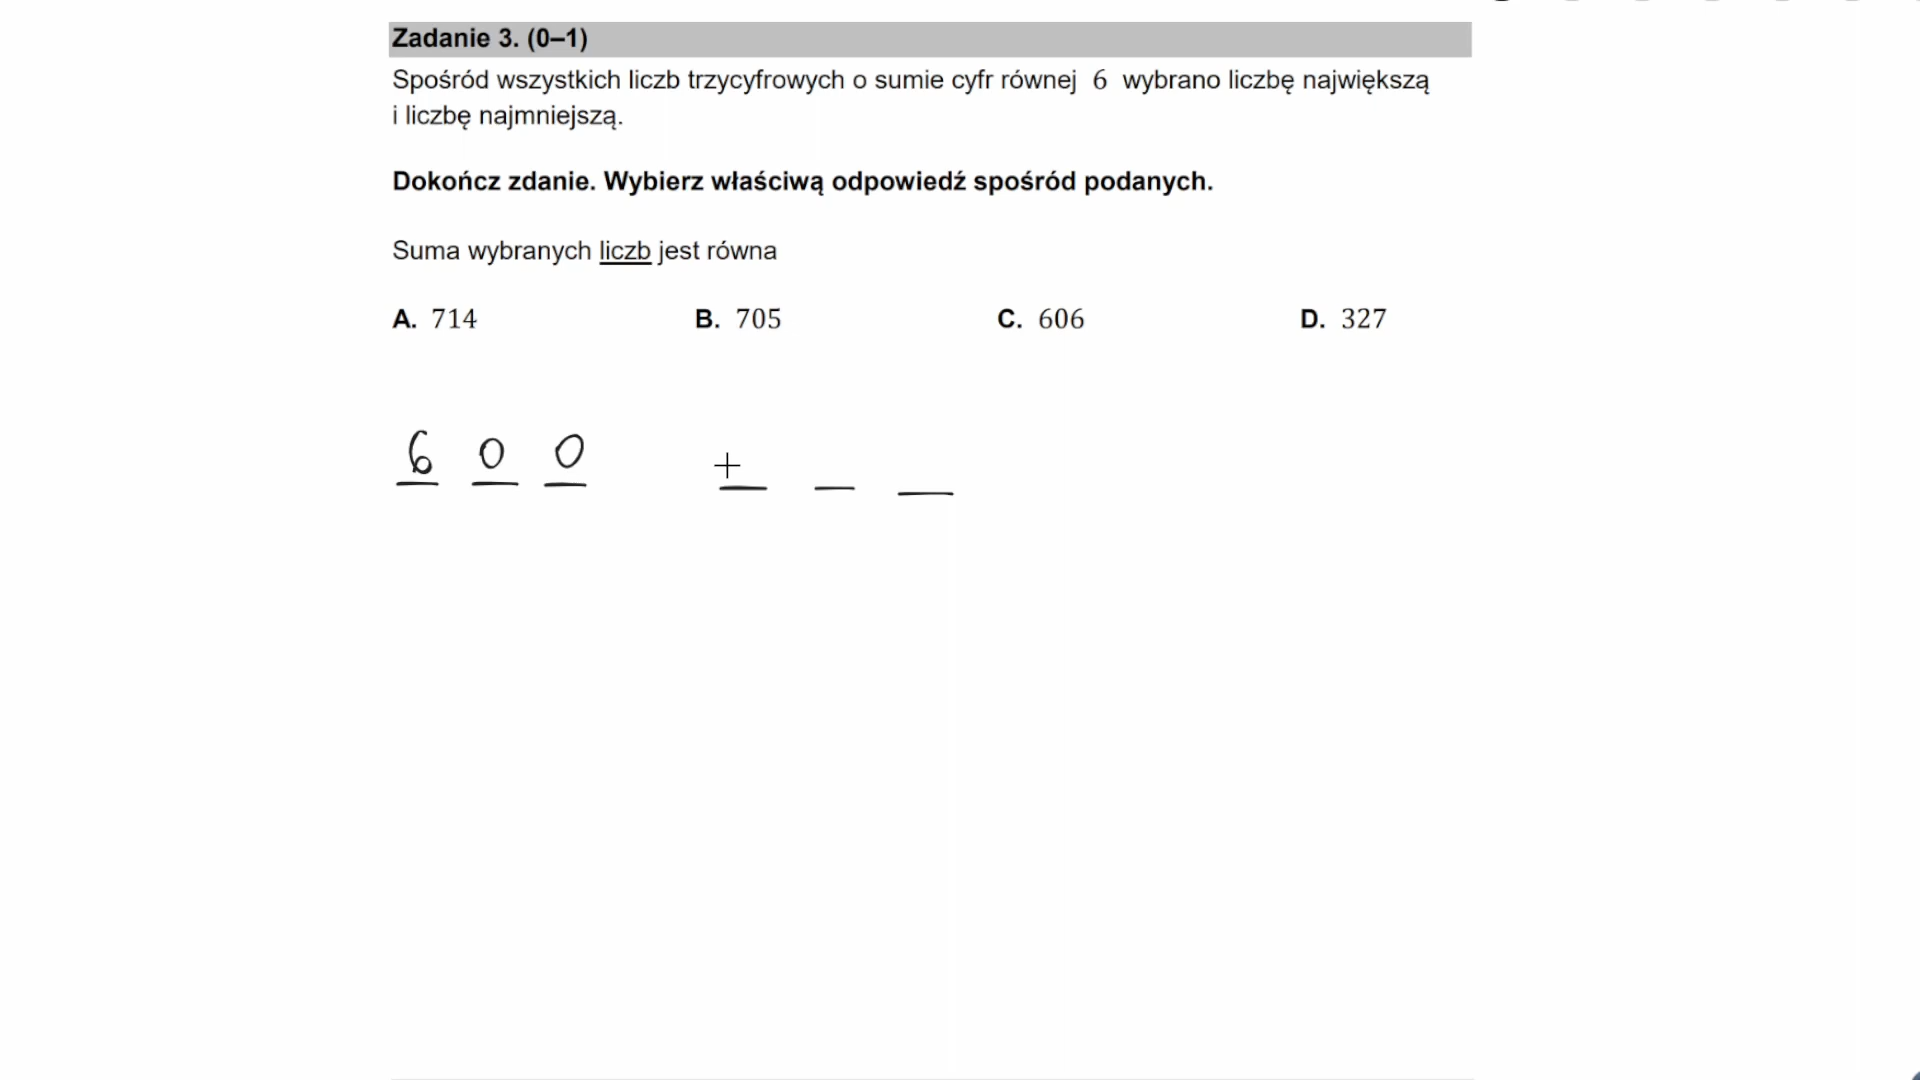 Zadanie 3. (0–1)
Spośród wszystkich liczb trzycyfrowych o sumie cyfr równej 6 wybrano liczbę największą
i liczbę najmniejszą.
Dokończ zdanie. Wybierz właściwą odpowiedź spośród podanych.
Suma wybranych liczb jest równa
A. 714 B. 705 C. 606 D. 327
6 0 0